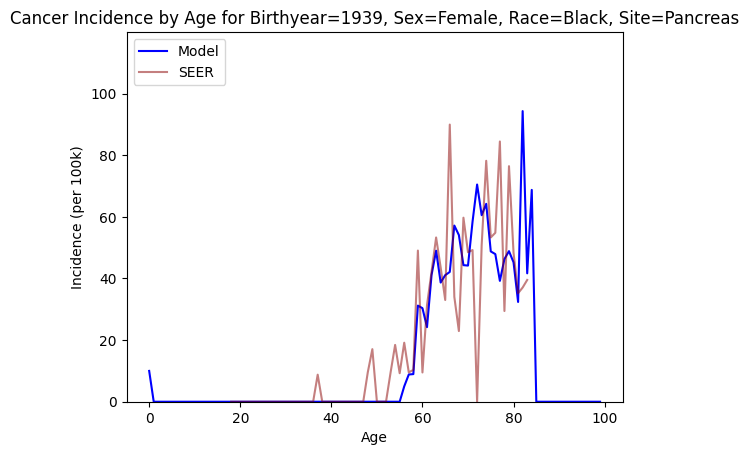 Cancer Incidence by Age for Birthyear=1939, Sex=Female, Race=Black, Site=Pancreas
Model
SEER
Incidence (per 100k)
100
80
60
40
20
0
0 20 40 60 80 100
Age